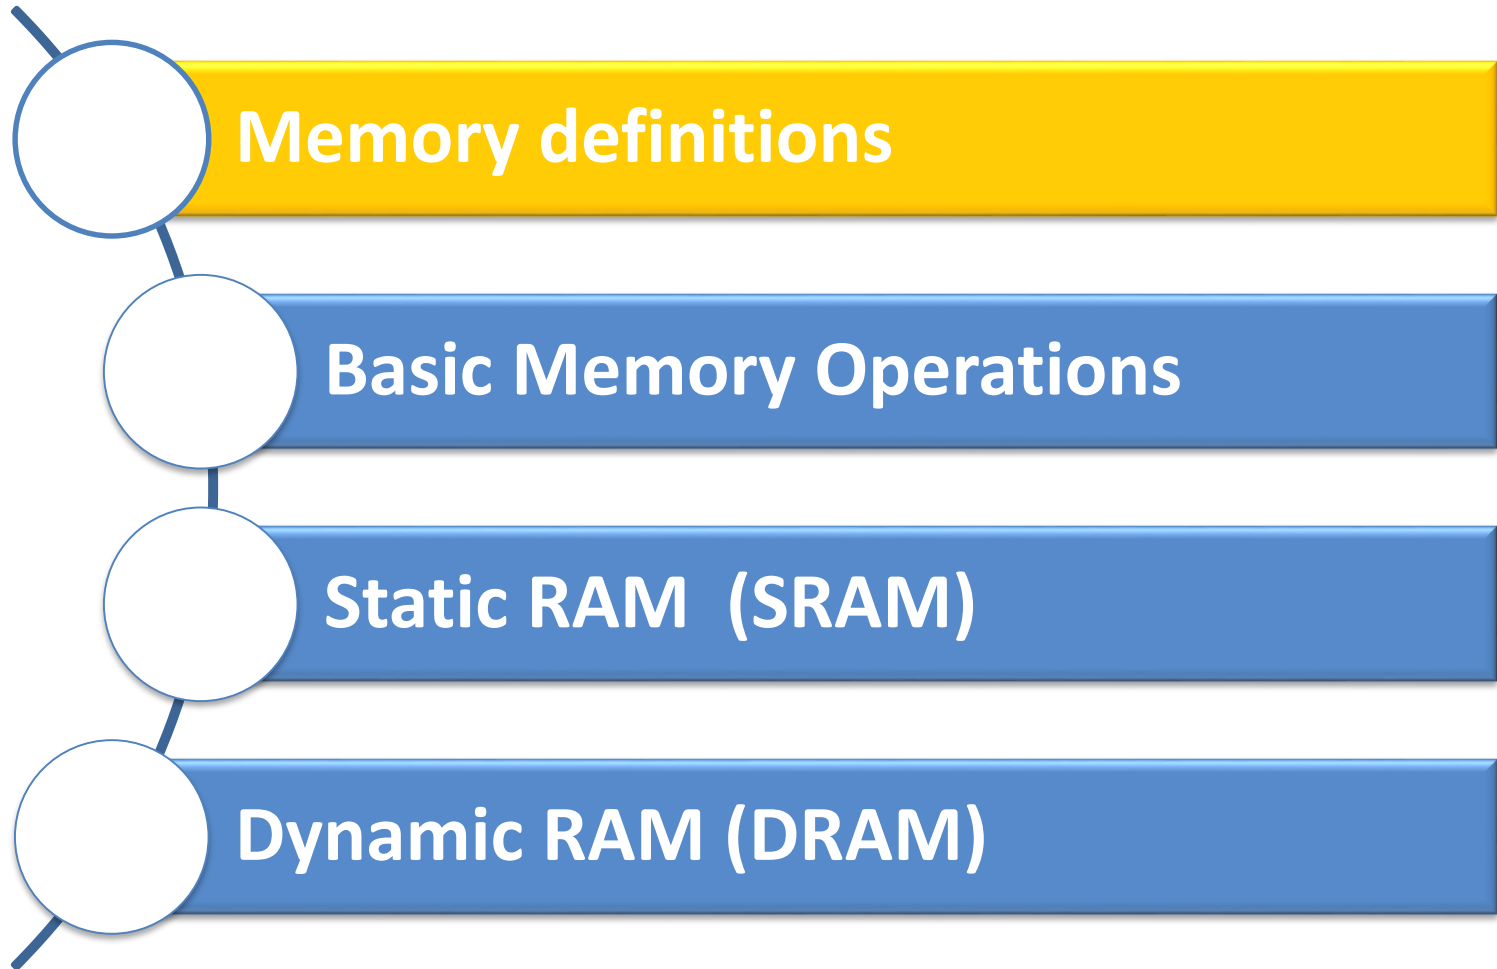 Memory definitions
Basic Memory Operations
Static RAM  (SRAM)
Dynamic RAM (DRAM)